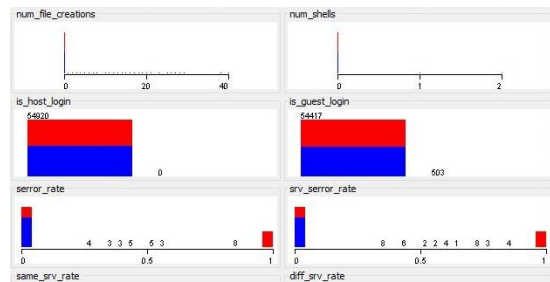 num_file_creations
num_shells
0 20 40
0 1 2
is_host_login
is_guest_login
54920
0
54417
503
serror_rate
srv_serror_rate
4 3 3 5 5 3 8
0 0.5 1
8 6 2 2 4 1 8 3 4
0 0.5 1
same_srv_rate
diff_srv_rate